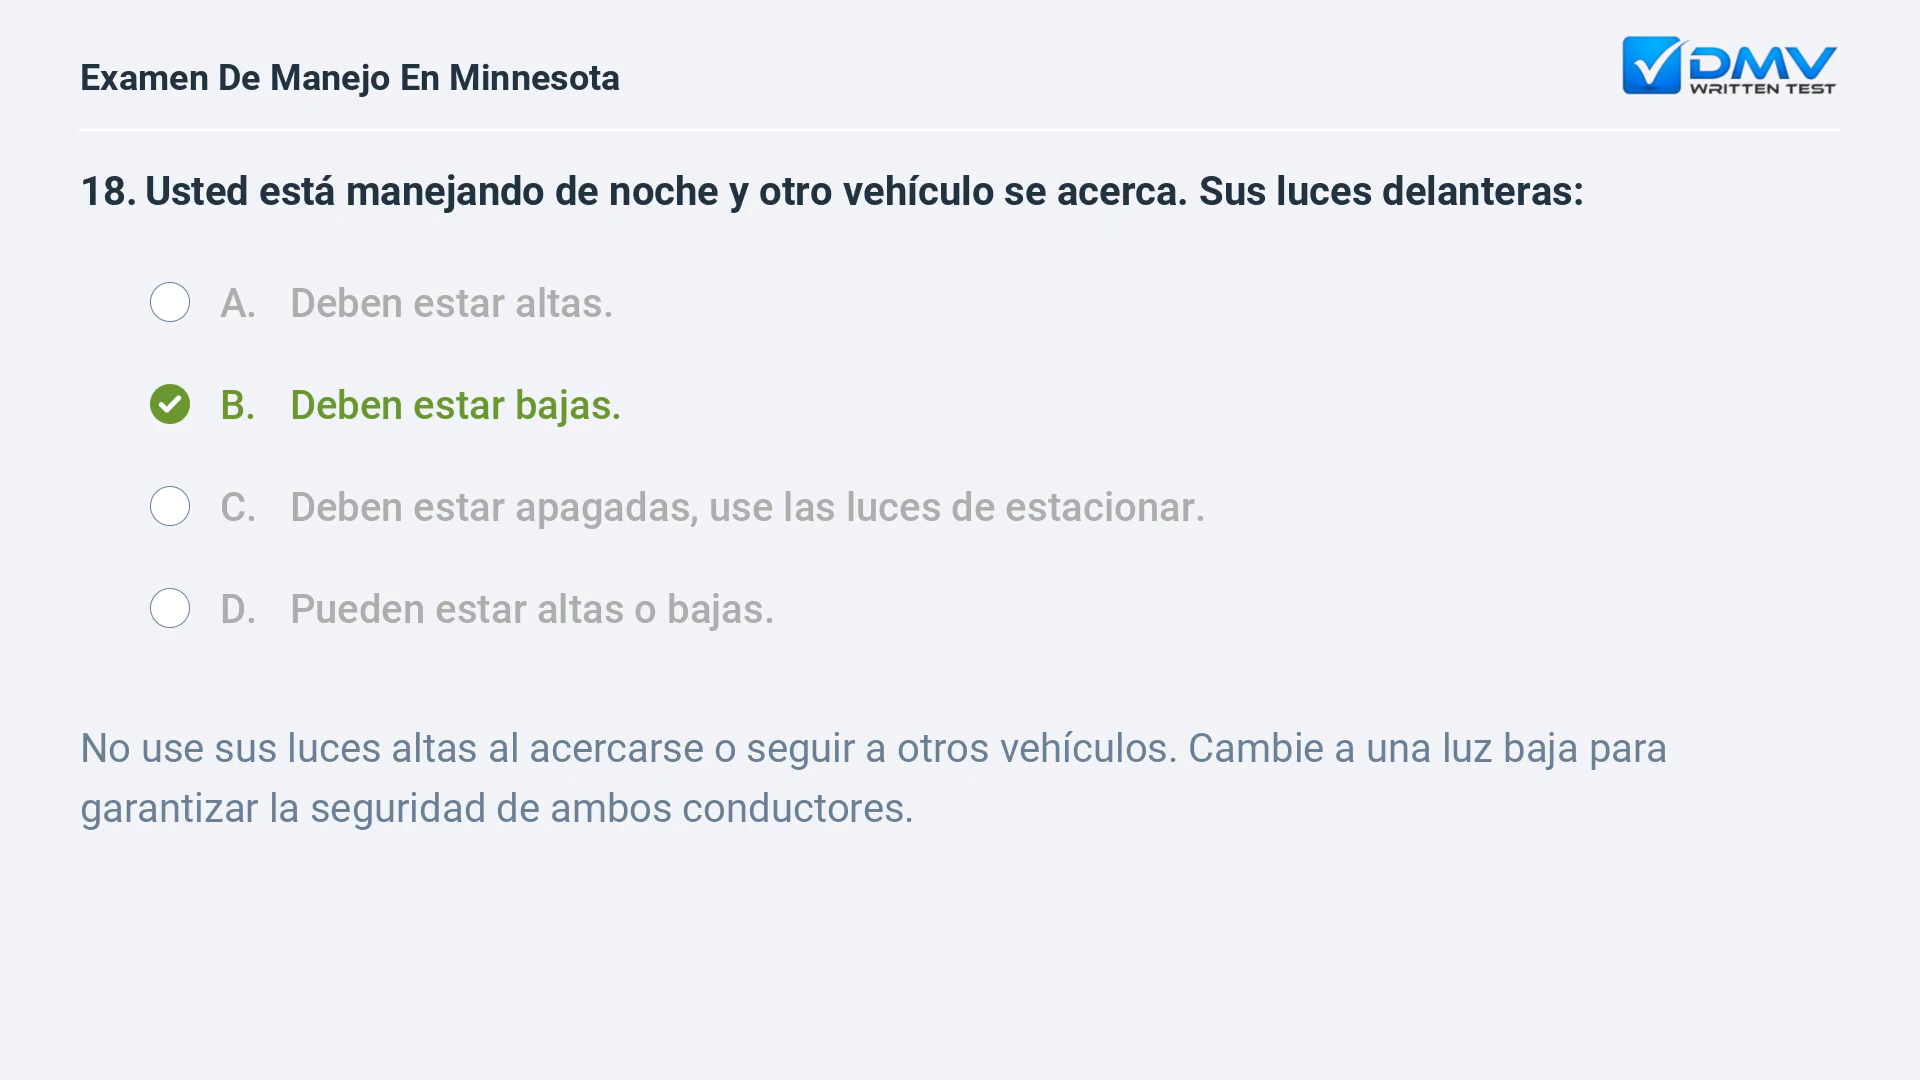 Examen De Manejo En Minnesota
DMV
WRITTEN TEST
18. Usted está manejando de noche y otro vehículo se acerca. Sus luces delanteras:
A. Deben estar altas.
B. Deben estar bajas.
C. Deben estar apagadas, use las luces de estacionar.
D. Pueden estar altas o bajas.
No use sus luces altas al acercarse o seguir a otros vehículos. Cambie a una luz baja para
garantizar la seguridad de ambos conductores.